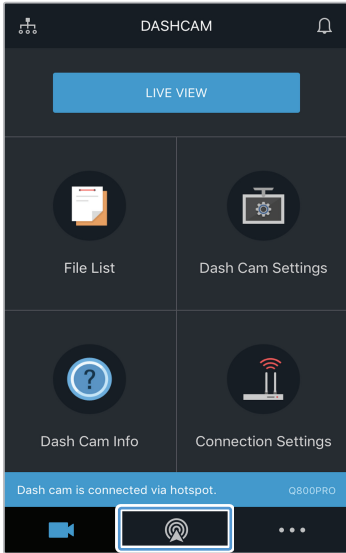 DASHCAM
LIVE VIEW
File List
Dash Cam Settings
?
Dash Cam Info
Connection Settings
Dash cam is connected via hotspot.
Q800PRO